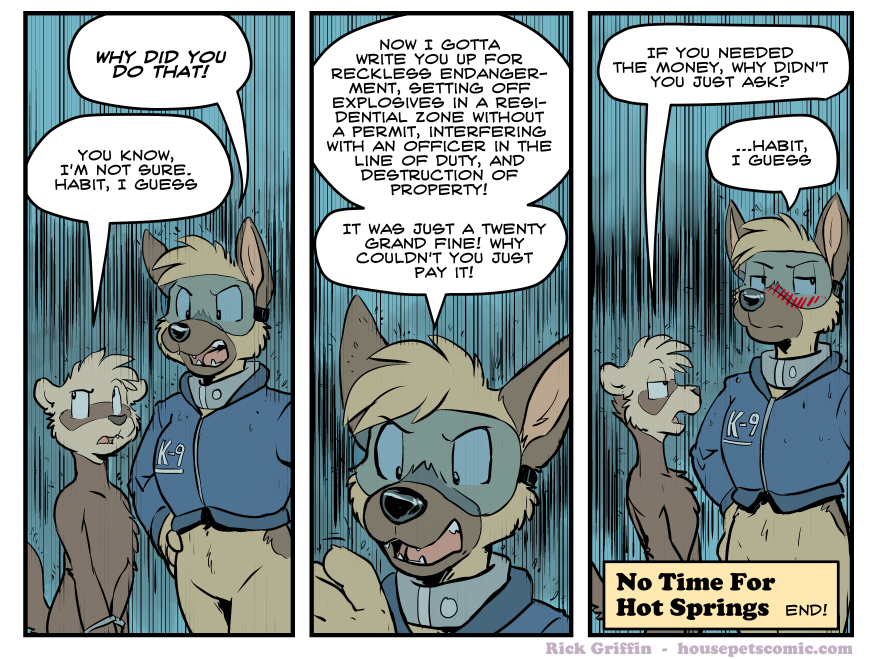 WHY DID YOU
DO THAT!
YOU KNOW,
I'M NOT SURE.
HABIT, I GUESS
K-9
NOW I GOTTA
WRITE YOU UP FOR
RECKLESS ENDANGER-
MENT, SETTING OFF
EXPLOSIVES IN A RESI-
DENTIAL ZONE WITHOUT
A PERMIT, INTERFERING
WITH AN OFFICER IN THE
LINE OF DUTY, AND
DESTRUCTION OF
PROPERTY!
IT WAS JUST A TWENTY
GRAND FINE! WHY
COULDN'T YOU JUST
PAY IT!
IF YOU NEEDED
THE MONEY, WHY DIDN'T
YOU JUST ASK?
...HABIT,
I GUESS
K-9
No Time For
Hot Springs END!
Rick Griffin - housepetscomic.com